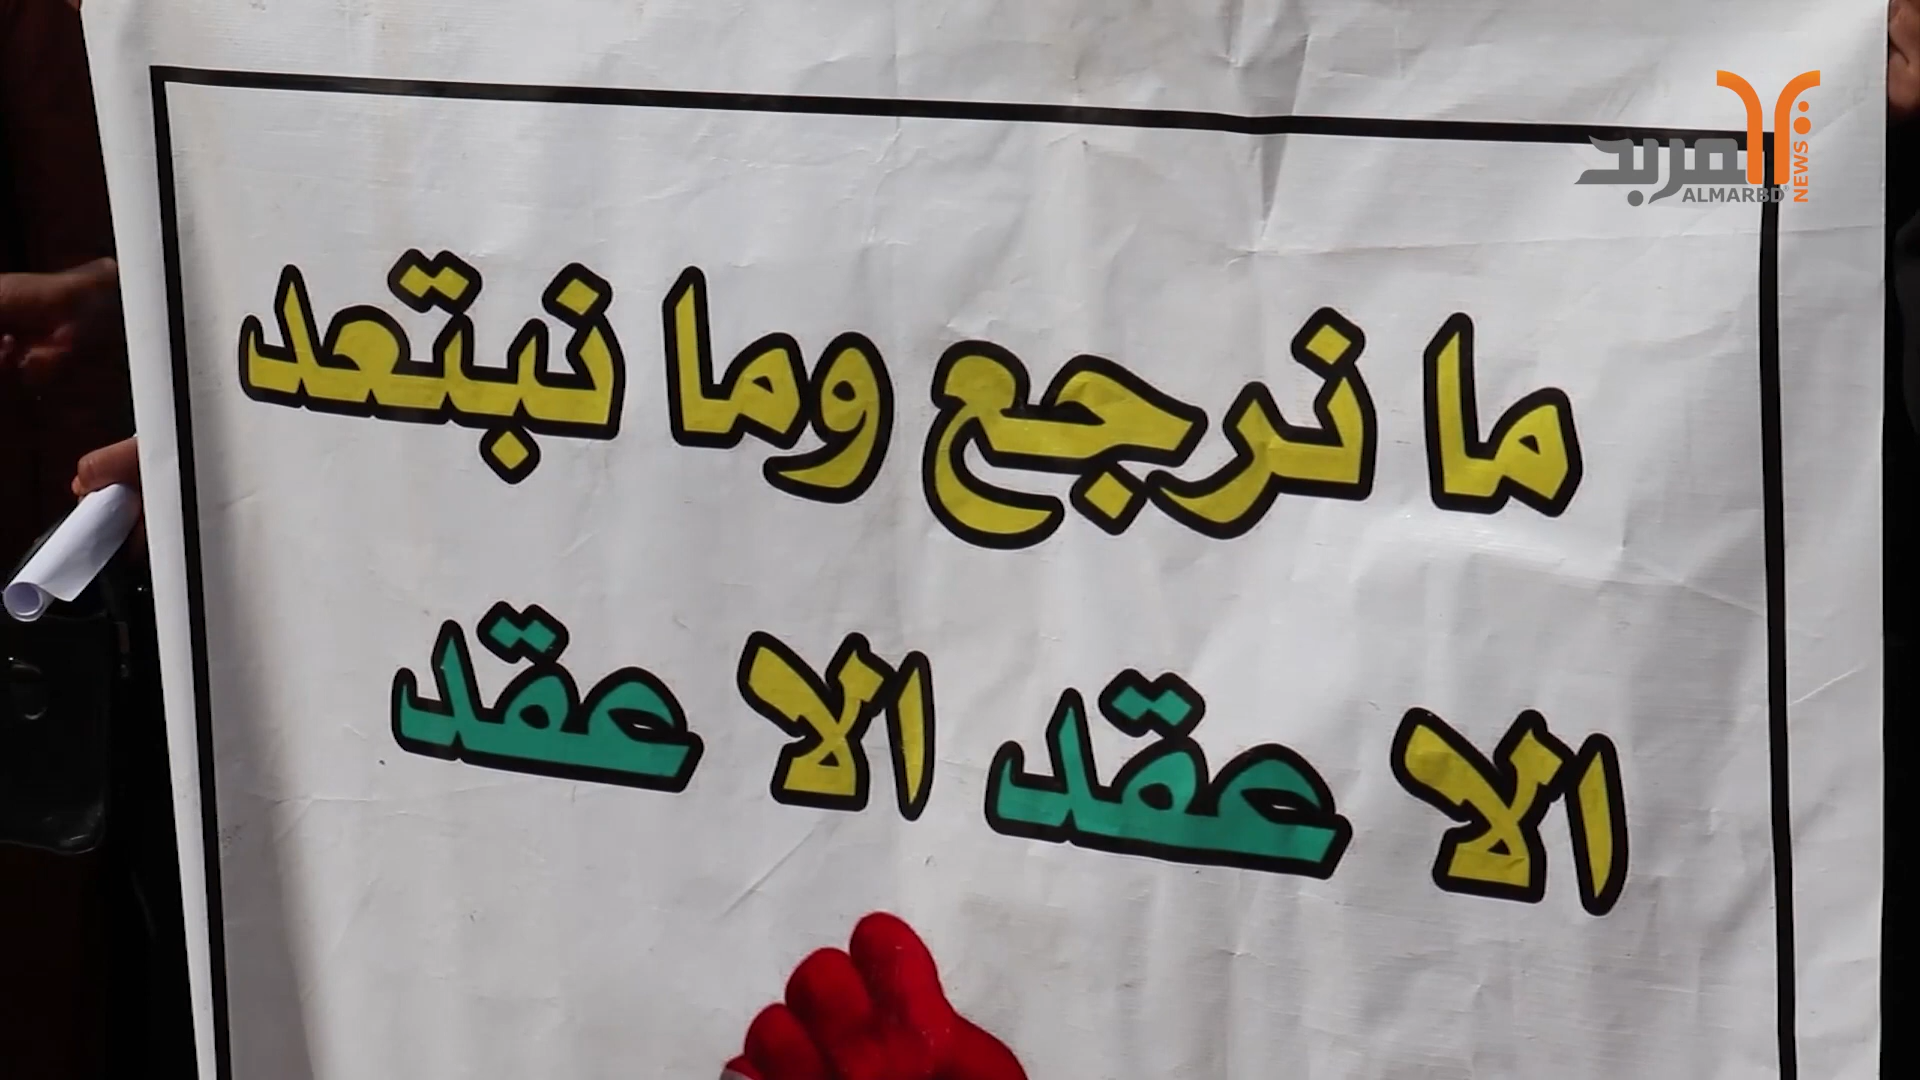 المربد
ALMARBD NEWS
ما نرجع وما نبتعد
الا عقد الا عقد